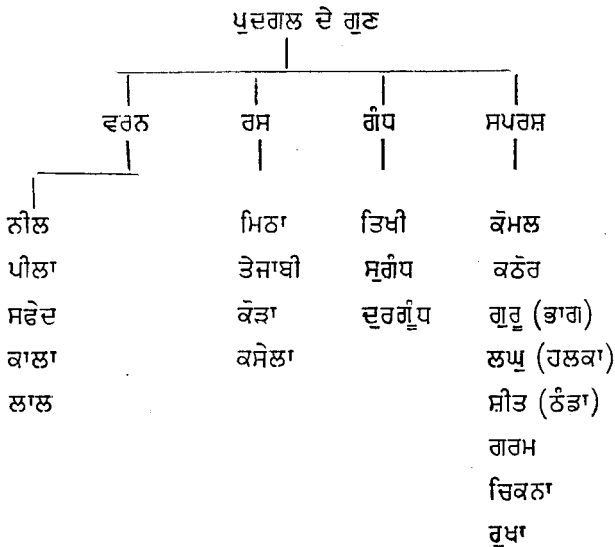 ਪੁਦਗਲ ਦੇ ਗੁਣ
ਵਰਨ ਰਸ ਗੰਧ ਸਪਰਸ਼
ਨੀਲ ਮਿਠਾ ਤਿਖੀ ਕੋਮਲ
ਪੀਲਾ ਤੇਜਾਬੀ ਸੁਗੰਧ ਕਠੋਰ
ਸਫੇਦ ਕੋੜਾ ਦੁਰਗੂੰਧ ਗੁਰੂ (ਭਾਗ)
ਕਾਲਾ ਕਸੇਲਾ ਲਘੁ (ਹਲਕਾ)
ਲਾਲ ਸ਼ੀਤ (ਠੰਡਾ)
ਗਰਮ
ਚਿਕਨਾ
ਰੁਖਾ